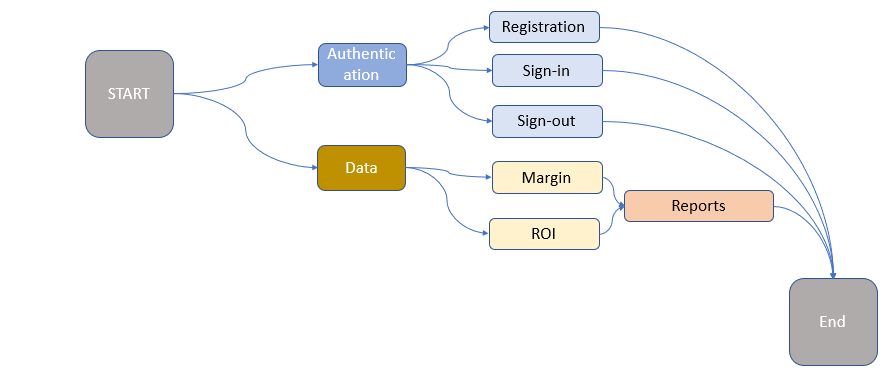 START
Authentic
ation
Registration
Sign-in
Sign-out
Data
Margin
ROI
Reports
End